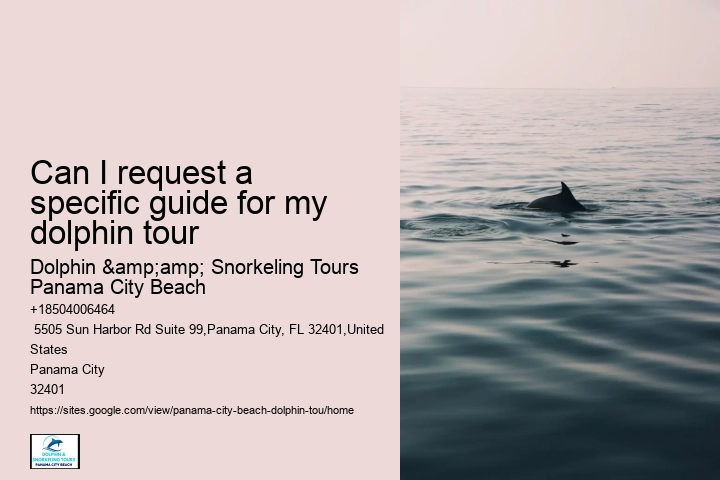 Can I request a
specific guide for my
dolphin tour
Dolphin &amp;amp; Snorkeling Tours
Panama City Beach
+18504006464
5505 Sun Harbor Rd Suite 99,Panama City, FL 32401,United
States
Panama City
32401
https://sites.google.com/view/panama-city-beach-dolphin-tou/home
DOLPHIN &
SNORKELING TOURS
PANAMA CITY BEACH